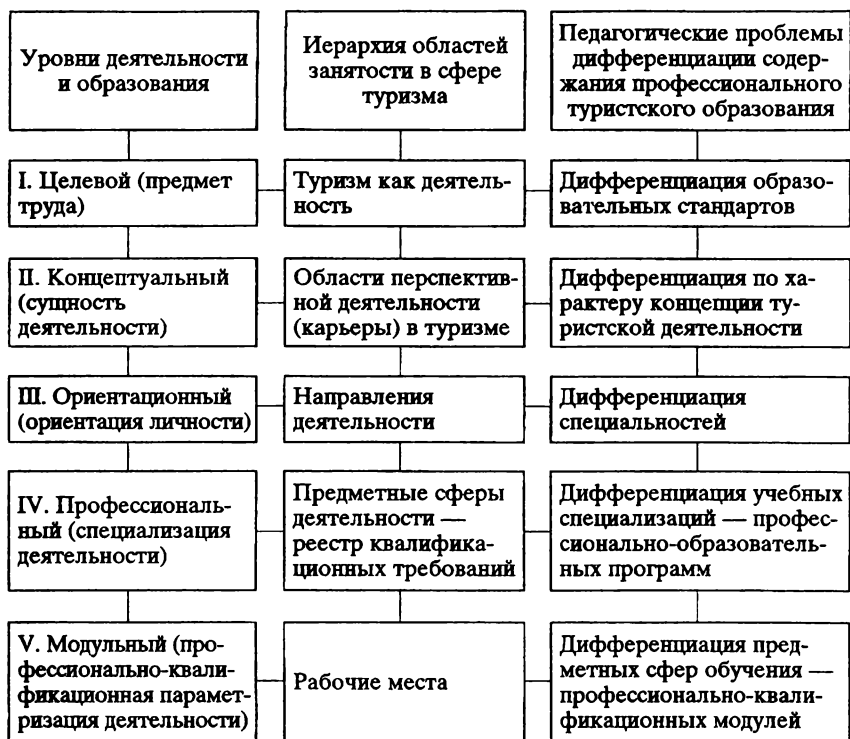 Уровни деятельности
и образования
Иерархия областей
занятости в сфере
туризма
Педагогические проблемы
дифференциации содер-
жания профессионального
туристского образования
I. Целевой (предмет
труда)
Туризм как деятель-
ность
Дифференциация образо-
вательных стандартов
II. Концептуальный
(сущность
деятельности)
Области перспектив-
ной деятельности
(карьеры) в туризме
Дифференциация по ха-
рактеру концепции ту-
ристской деятельности
III. Ориентационный
(ориентация личности)
Направления
деятельности
Дифференциация
специальностей
IV. Профессиональ-
ный (специализация
деятельности)
Предметные сферы
деятельности —
реестр квалифика-
ционных требований
Дифференциация учебных
специализаций — профес-
сионально-образователь-
ных программ
V. Модульный (про-
фессионально-квали-
фикационная парамет-
ризация деятельности)
Рабочие места
Дифференциация пред-
метных сфер обучения —
профессионально-квали-
фикационных модулей